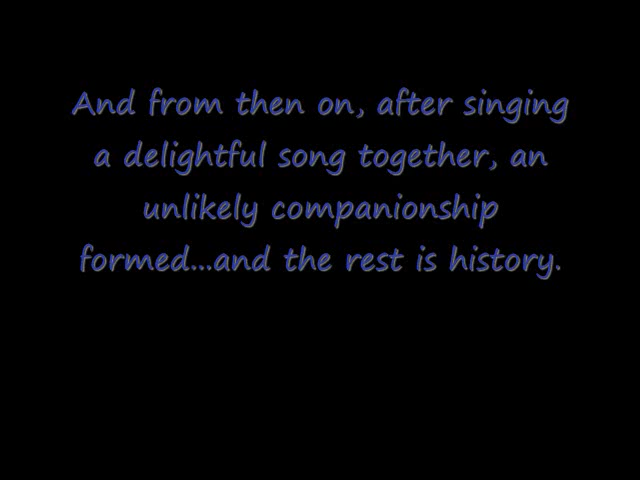 And from then on, after singing
a delightful song together, an
unlikely companionship
formed...and the rest is history.